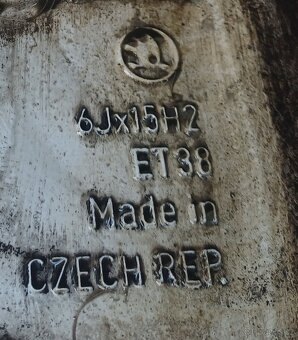 6Jx15H2
ET38
Made in
CZECH REP.